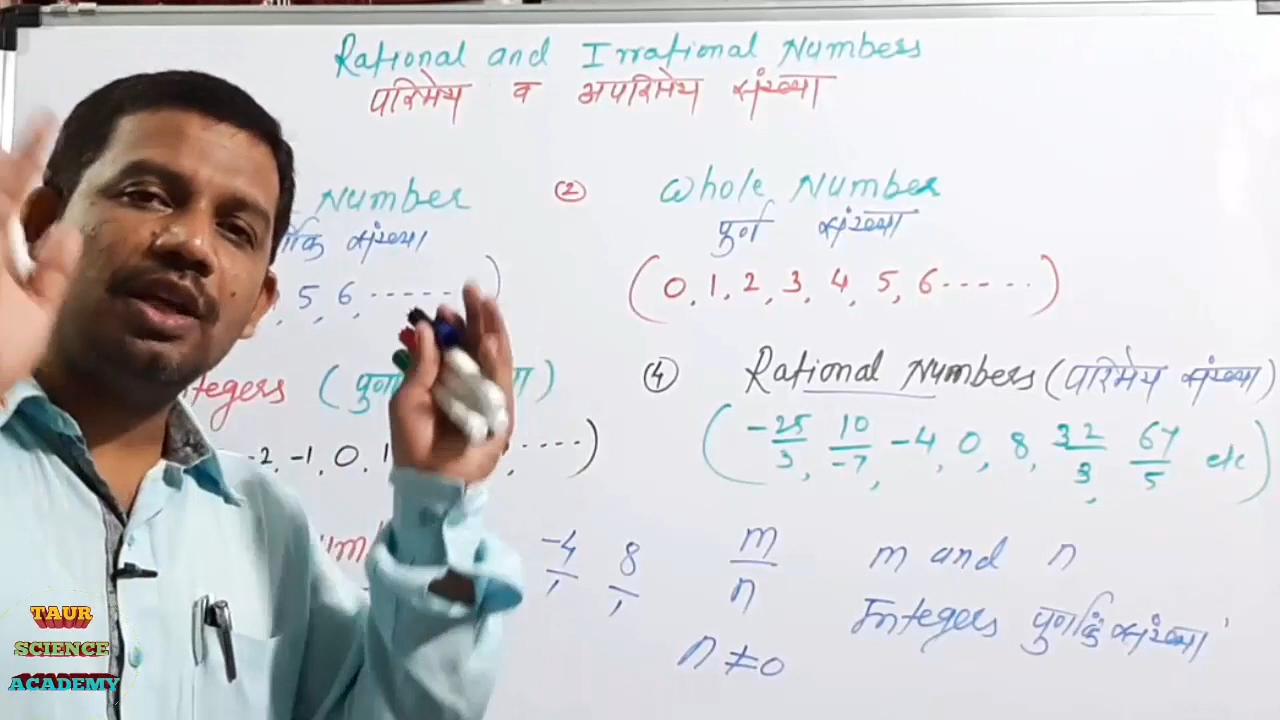 Rational and Irrational Numbers
परिमेय व अपरिमेय संख्या
Number
संख्या
5, 6 ------ )
② Whole Number
पुर्ण संख्या
(0, 1, 2, 3, 4, 5, 6 ----- )
tegers
-2, -1, 0, 1 ---- )
④ Rational Numbers (परिमेय संख्या)
( -25/3, 10/-7, -4, 0, 8, 32/3, 67/5 etc )
-4/1 8/1 m/n m and n
Integers पुर्णांक संख्या
n ≠ 0
TAUR
SCIENCE
ACADEMY